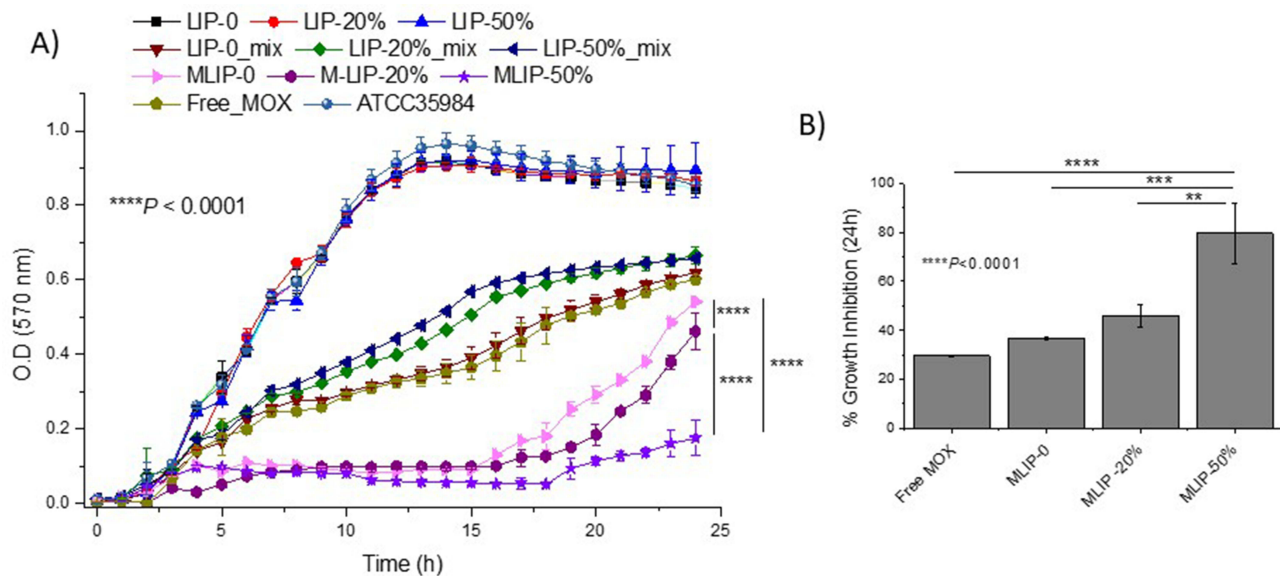 A)
LIP-0 LIP-20% LIP-50%
LIP-0_mix LIP-20%_mix LIP-50%_mix
MLIP-0 M-LIP-20% MLIP-50%
Free_MOX ATCC35984
****P < 0.0001
O.D (570 nm)
1.0
0.8
0.6
0.4
0.2
0.0
0 5 10 15 20 25
Time (h)
****
****
****
B)
****
***
**
****P<0.0001
% Growth Inhibition (24h)
100
80
60
40
20
0
Free MOX
MLIP-0
MLIP-20%
MLIP-50%